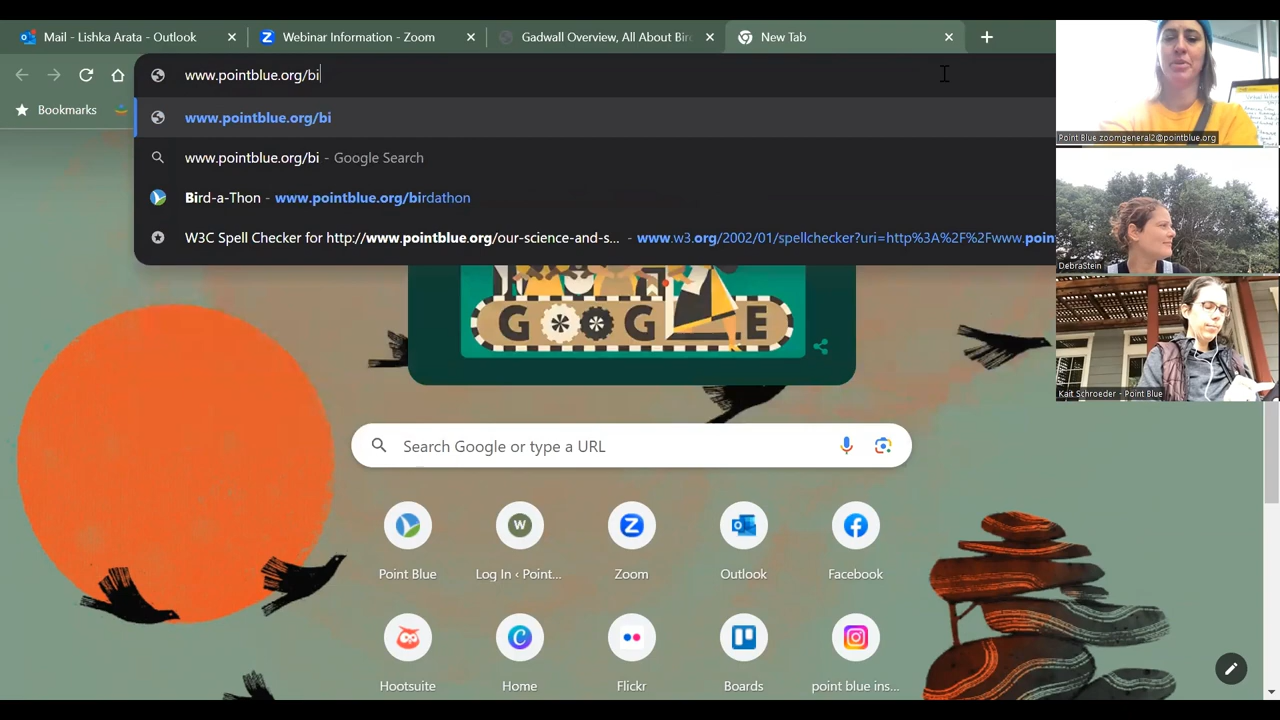 Mail - Lishka Arata - Outlook
Webinar Information - Zoom
Gadwall Overview, All About Bir
New Tab
www.pointblue.org/bi
Bookmarks
www.pointblue.org/bi
www.pointblue.org/bi - Google Search
Bird-a-Thon - www.pointblue.org/birdathon
W3C Spell Checker for http://www.pointblue.org/our-science-and-s... - www.w3.org/2002/01/spellchecker?uri=http%3A%2F%2Fwww.poin
GOOGLE
Search Google or type a URL
Point Blue
Log In ‹ Point...
Zoom
Outlook
Facebook
Hootsuite
Home
Flickr
Boards
point blue ins...
Point Blue zoomgeneral2@pointblue.org
DebraStein
Kait Schroeder - Point Blue